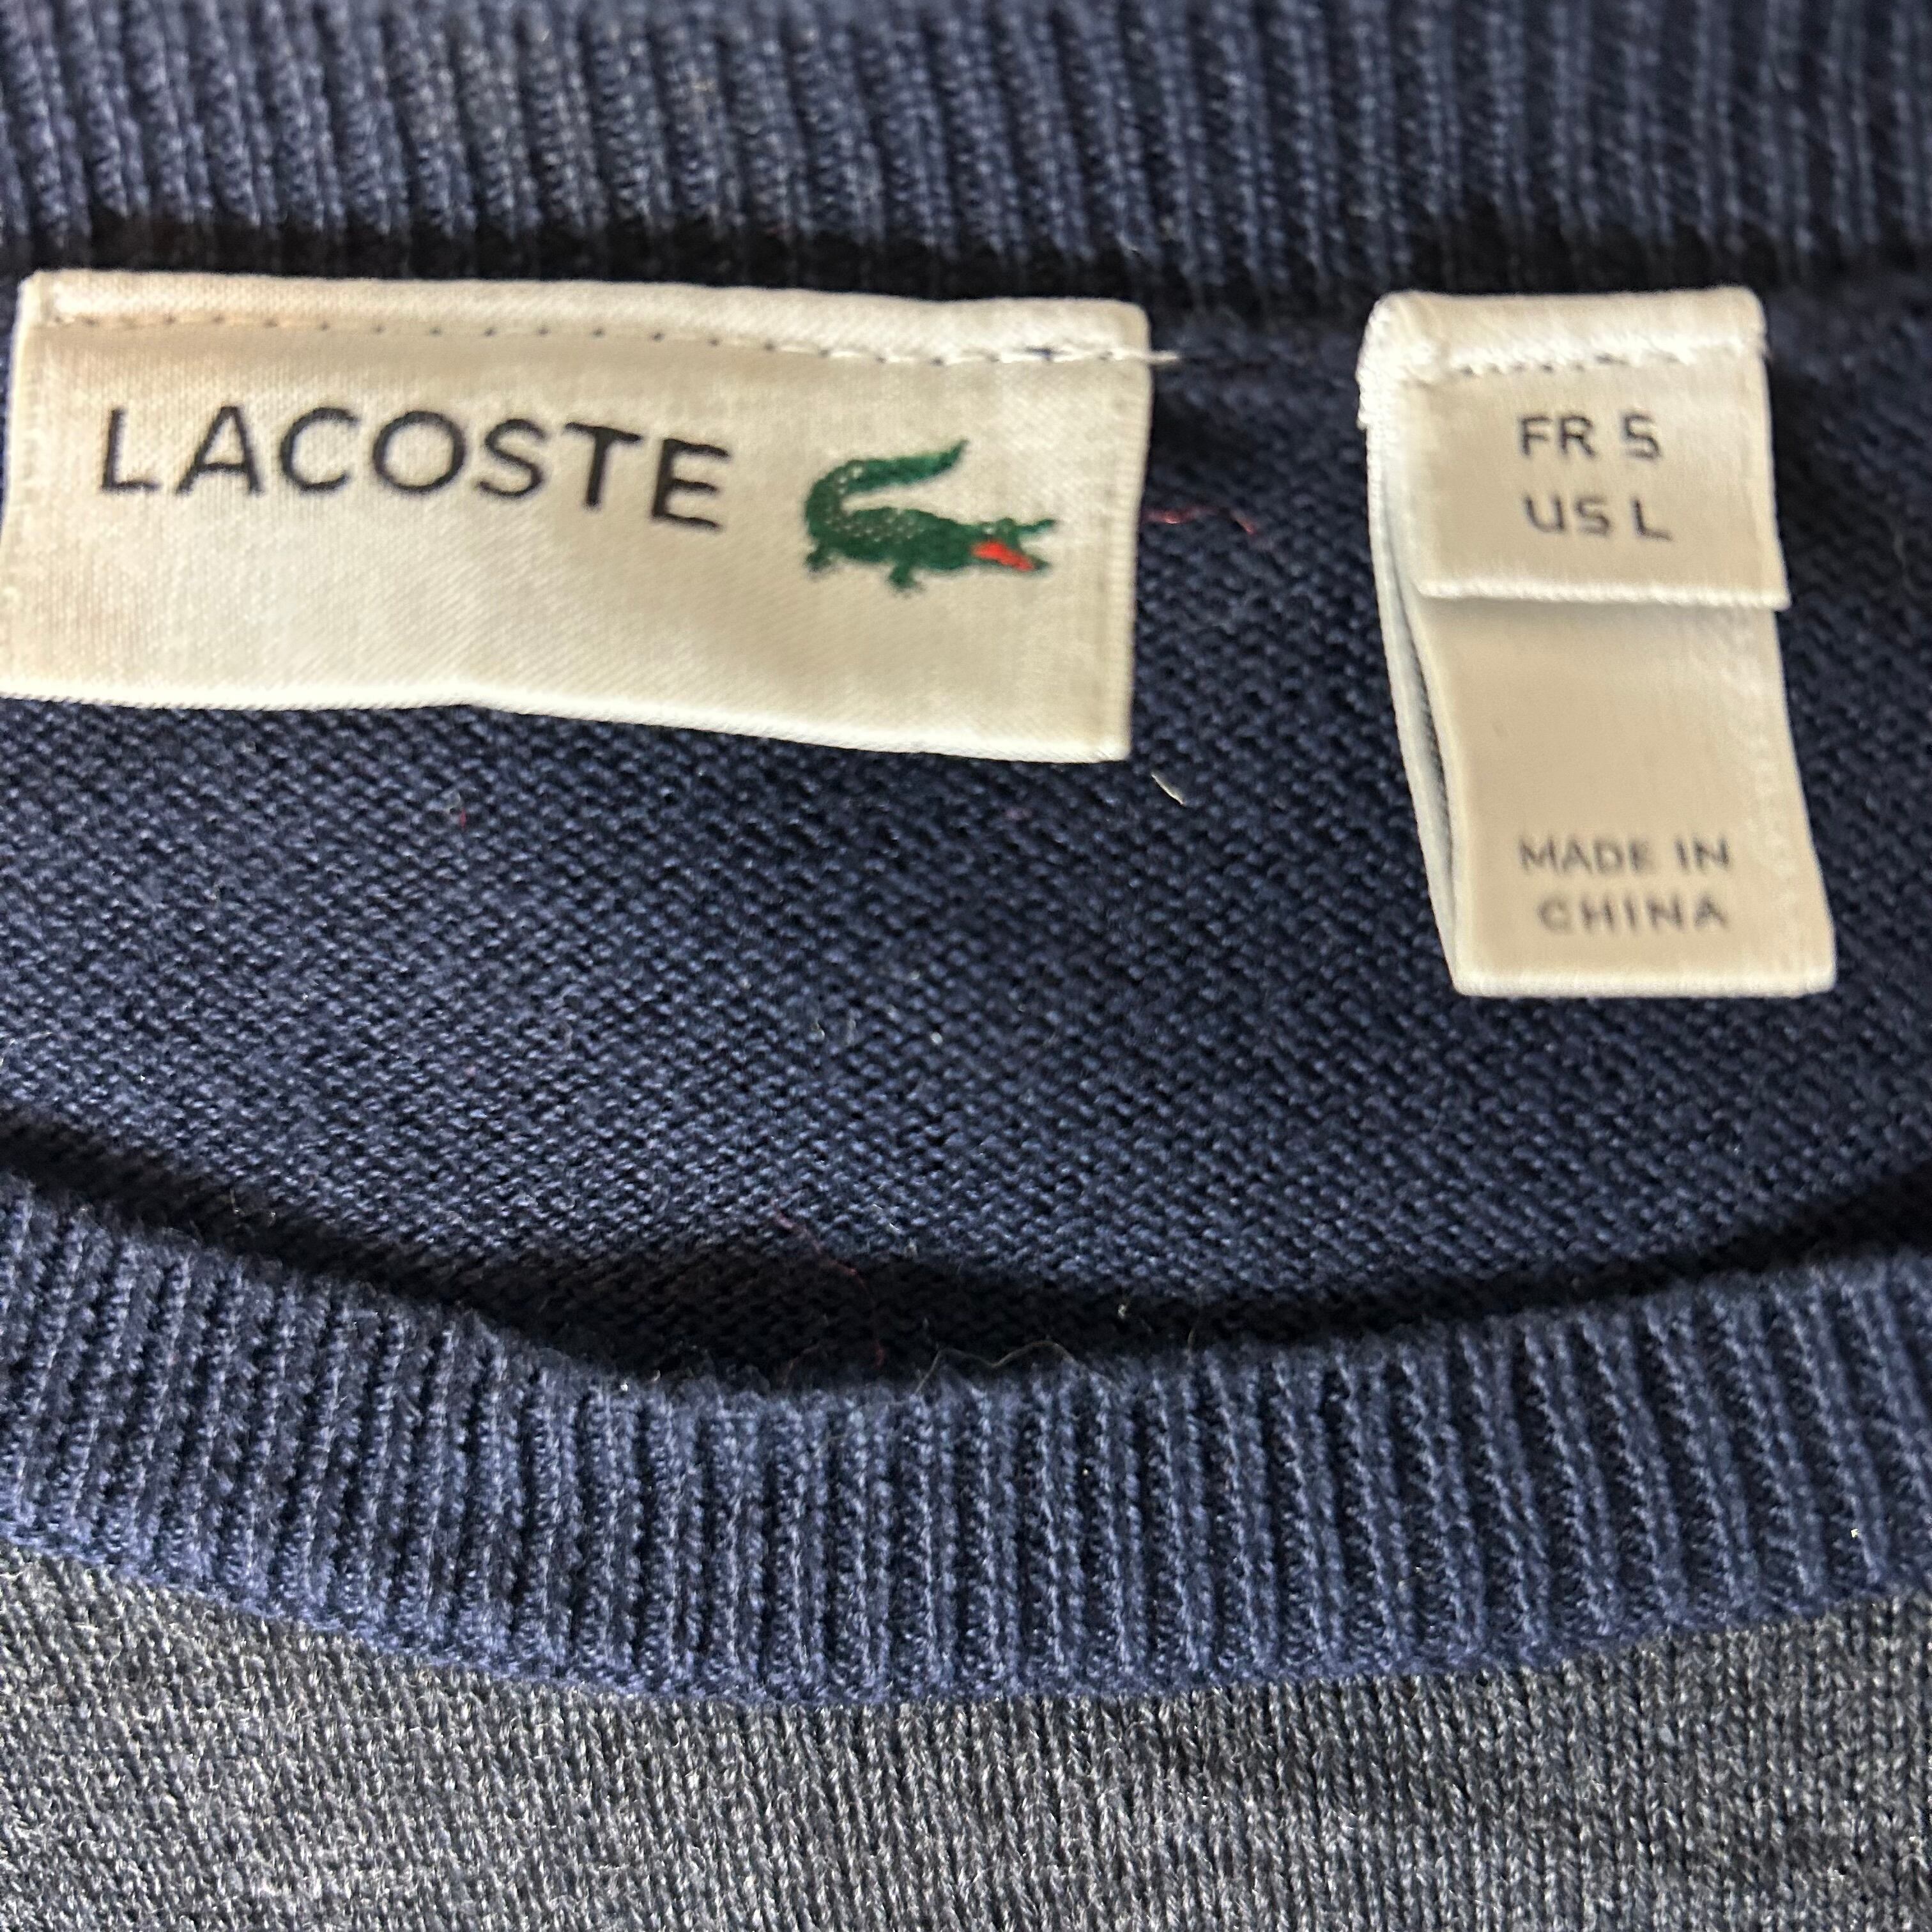 LACOSTE
FR 5
US L
MADE IN
CHINA